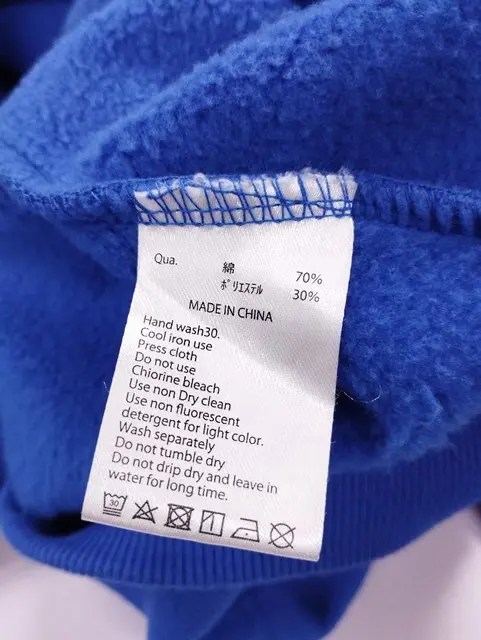 Qua. 綿 70%
ポリエステル 30%
MADE IN CHINA
Hand wash30.
Cool iron use
Press cloth
Do not use
Chlorine bleach
Use non Dry clean
Use non fluorescent
detergent for light color.
Wash separately
Do not tumble dry
Do not drip dry and leave in
water for long time.
30